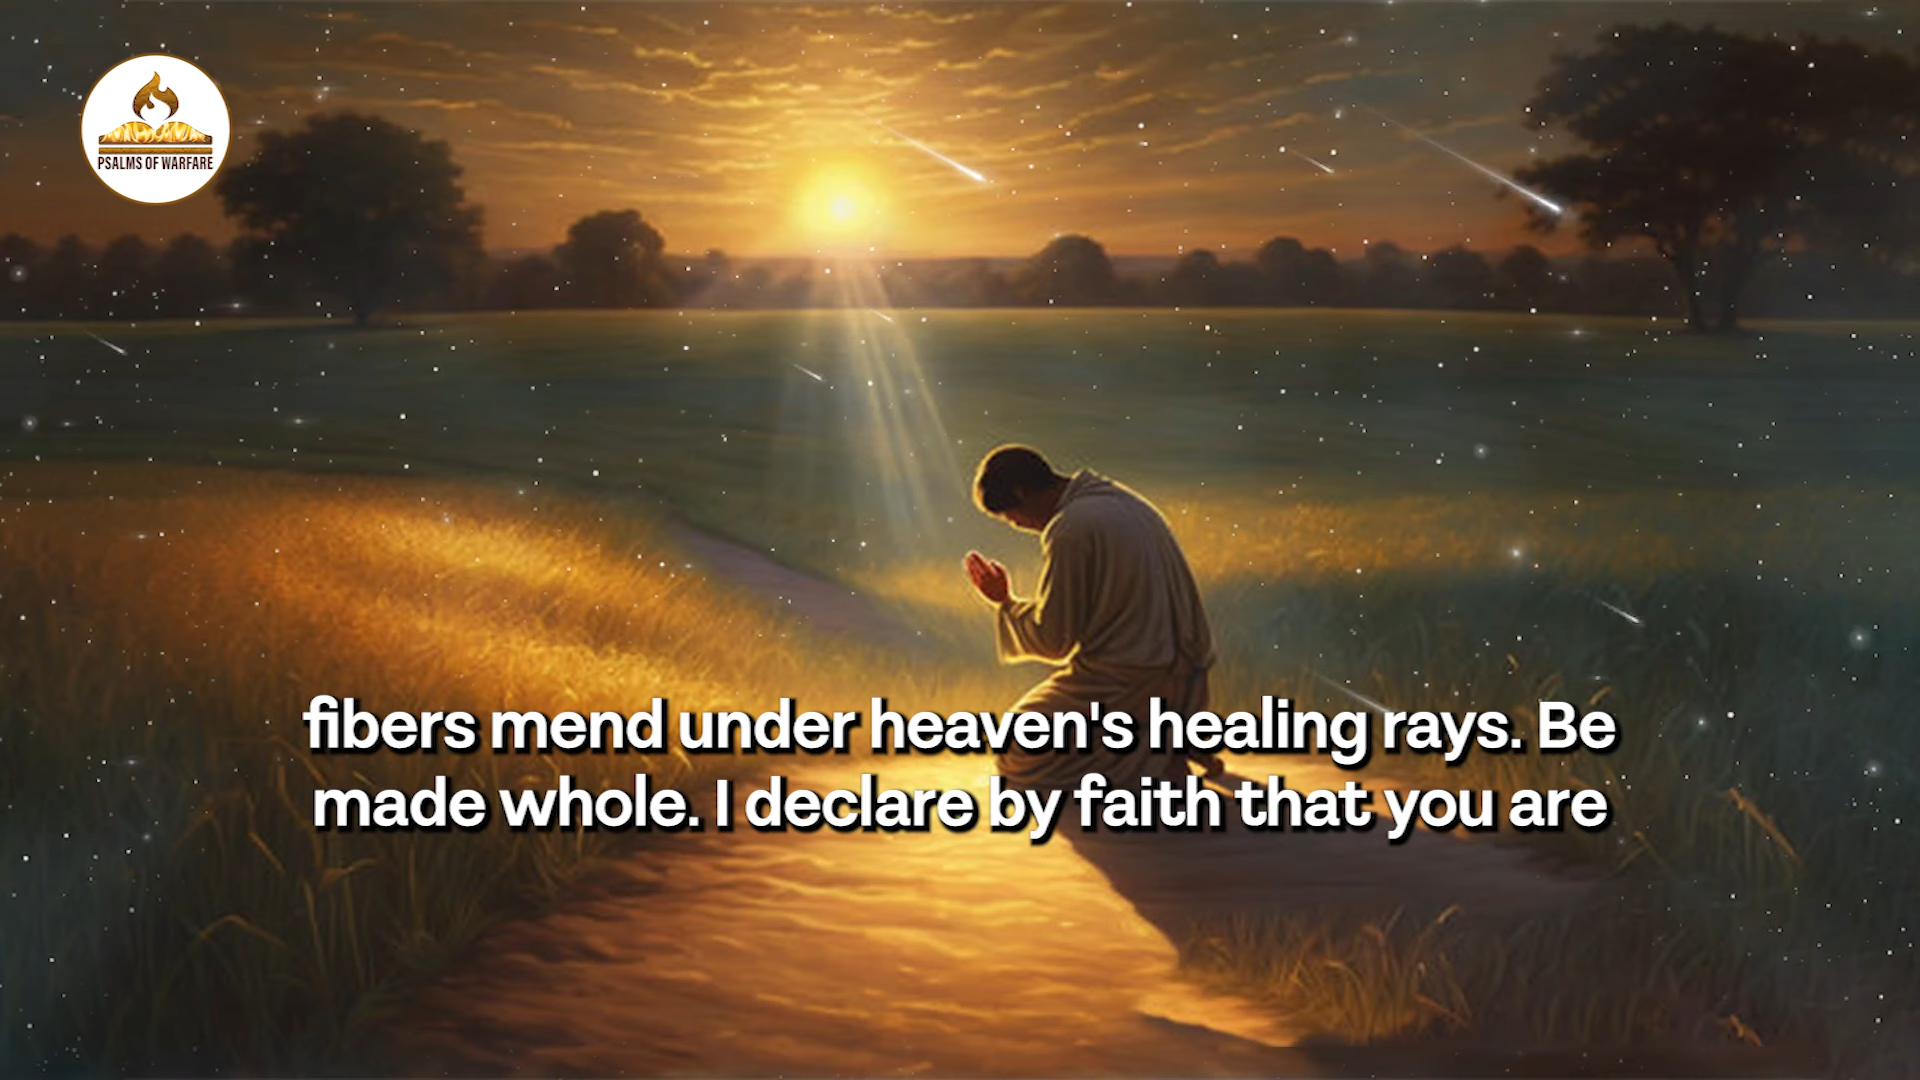 PSALMS OF WARFARE
fibers mend under heaven's healing rays. Be
made whole. I declare by faith that you are